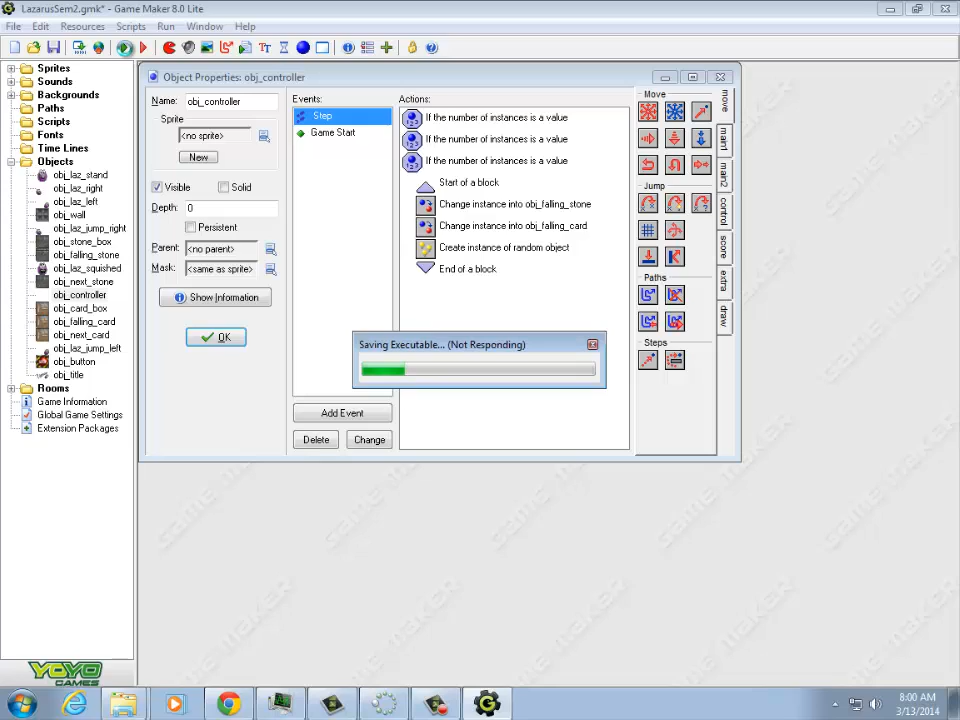 LazarusSem2.gmk* - Game Maker 8.0 Lite
File Edit Resources Scripts Run Window Help
Sprites
Sounds
Backgrounds
Paths
Scripts
Fonts
Time Lines
Objects
obj_laz_stand
obj_laz_right
obj_laz_left
obj_wall
obj_laz_jump_right
obj_stone_box
obj_falling_stone
obj_laz_squished
obj_next_stone
obj_controller
obj_card_box
obj_falling_card
obj_next_card
obj_laz_jump_left
obj_button
obj_title
Rooms
Game Information
Global Game Settings
Extension Packages
YOYO
GAMES
Object Properties: obj_controller
Name: obj_controller
Sprite
<no sprite>
New
Visible Solid
Depth: 0
Persistent
Parent: <no parent>
Mask: <same as sprite>
Show Information
OK
Events:
Step
Game Start
Add Event
Delete Change
Actions:
If the number of instances is a value
If the number of instances is a value
If the number of instances is a value
Start of a block
Change instance into obj_falling_stone
Change instance into obj_falling_card
Create instance of random object
End of a block
Move
Jump
Paths
Steps
move
main1
main2
control
score
extra
draw
Saving Executable... (Not Responding)
8:00 AM
3/13/2014